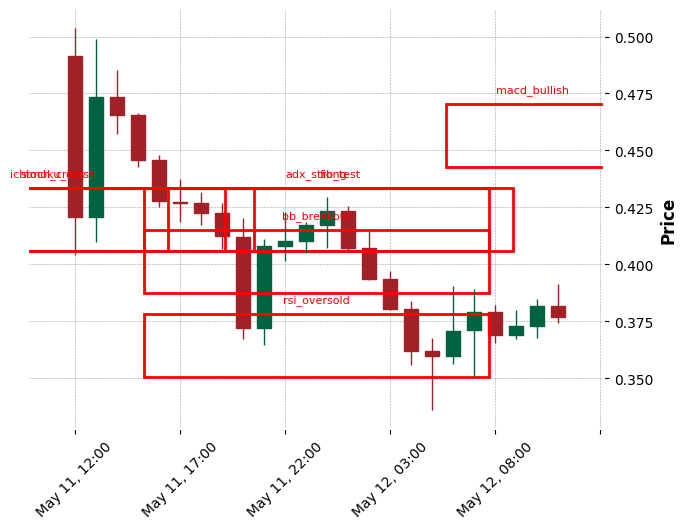 0.500
0.475
0.450
0.425
0.400
0.375
0.350
Price
macd_bullish
adx_strong
fib_test
bb_breakout
rsi_oversold
May 11, 12:00
May 11, 17:00
May 11, 22:00
May 12, 03:00
May 12, 08:00